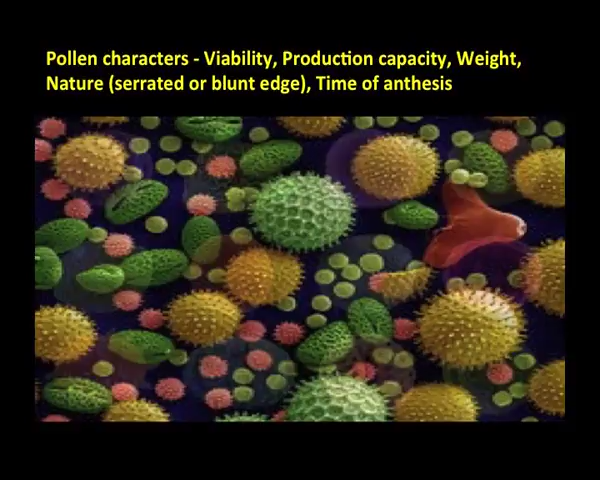 Pollen characters - Viability, Production capacity, Weight,
Nature (serrated or blunt edge), Time of anthesis